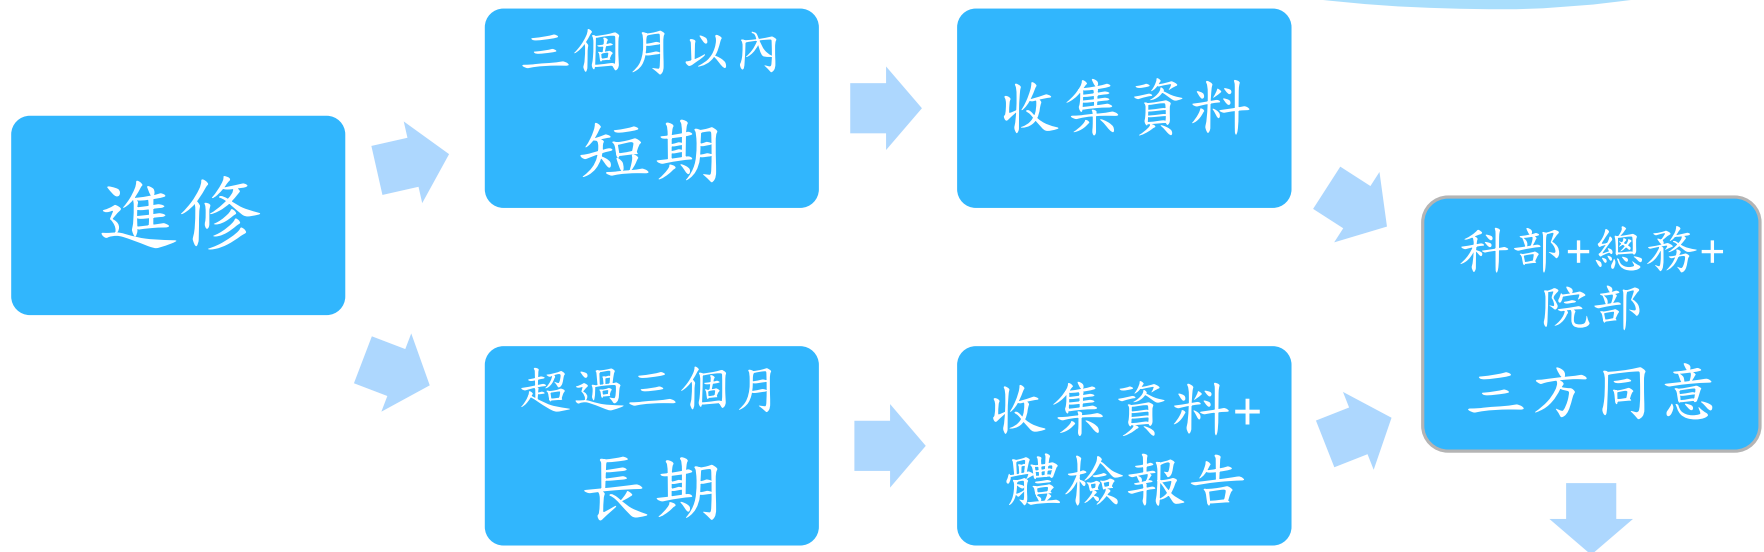 進修
三個月以內
短期
收集資料
超過三個月
長期
收集資料+
體檢報告
科部+總務+
院部
三方同意